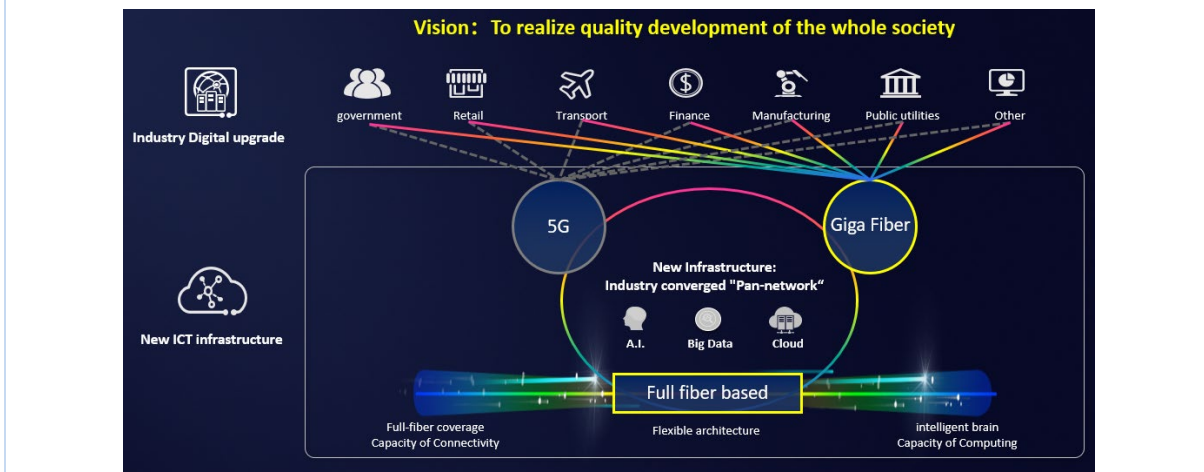 Vision： To realize quality development of the whole society
government
Retail
Transport
Finance
Manufacturing
Public utilities
Other
Industry Digital upgrade
5G
Giga Fiber
New Infrastructure:
Industry converged "Pan-network“
A.I.
Big Data
Cloud
New ICT infrastructure
Full fiber based
Full-fiber coverage
Capacity of Connectivity
Flexible architecture
intelligent brain
Capacity of Computing